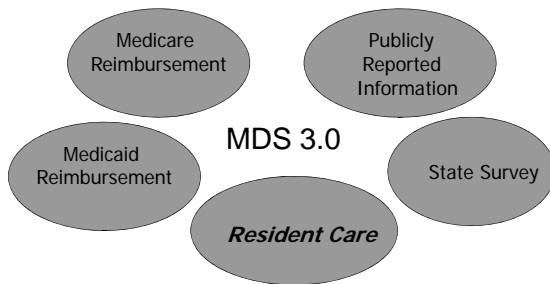 Medicare
Reimbursement
Publicly
Reported
Information
MDS 3.0
Medicaid
Reimbursement
State Survey
Resident Care